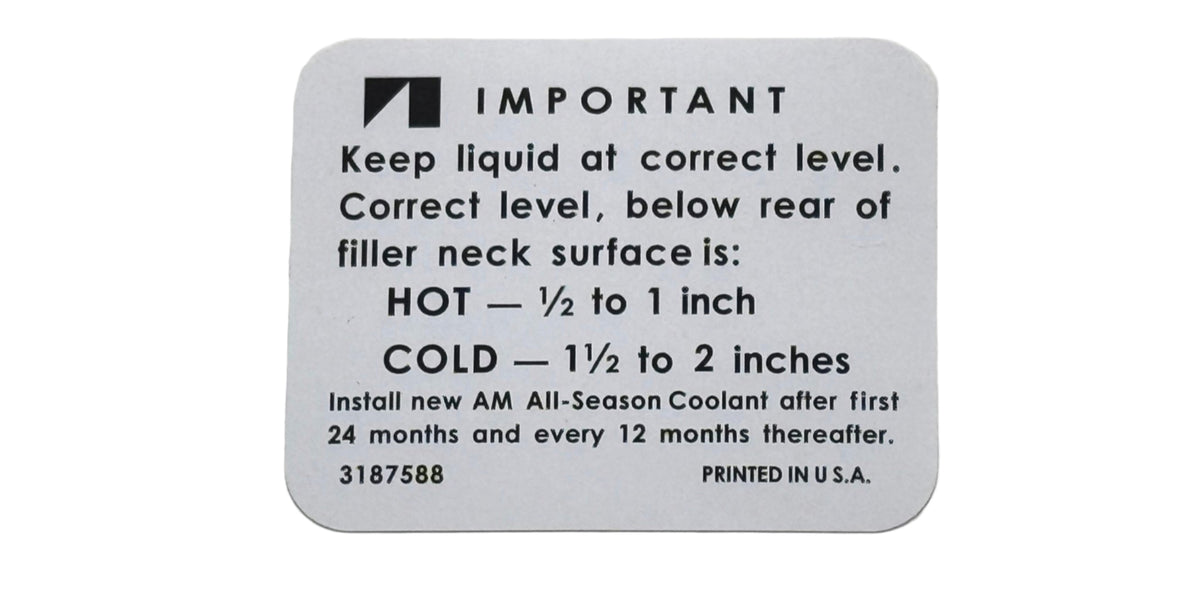 IMPORTANT
Keep liquid at correct level.
Correct level, below rear of
filler neck surface is:
HOT — ½ to 1 inch
COLD — 1½ to 2 inches
Install new AM All-Season Coolant after first
24 months and every 12 months thereafter.
3187588 PRINTED IN U S.A.